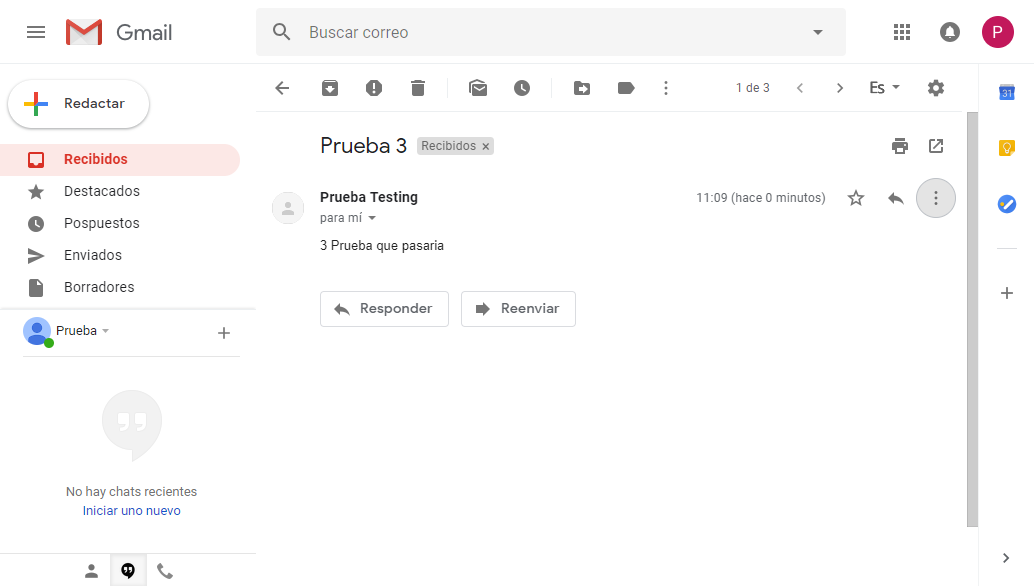 Gmail
Buscar correo
P
Redactar
1 de 3
Es
31
Recibidos
Destacados
Pospuestos
Enviados
Borradores
Prueba 3 Recibidos x
Prueba Testing 11:09 (hace 0 minutos)
para mí
3 Prueba que pasaria
Responder Reenviar
Prueba
No hay chats recientes
Iniciar uno nuevo